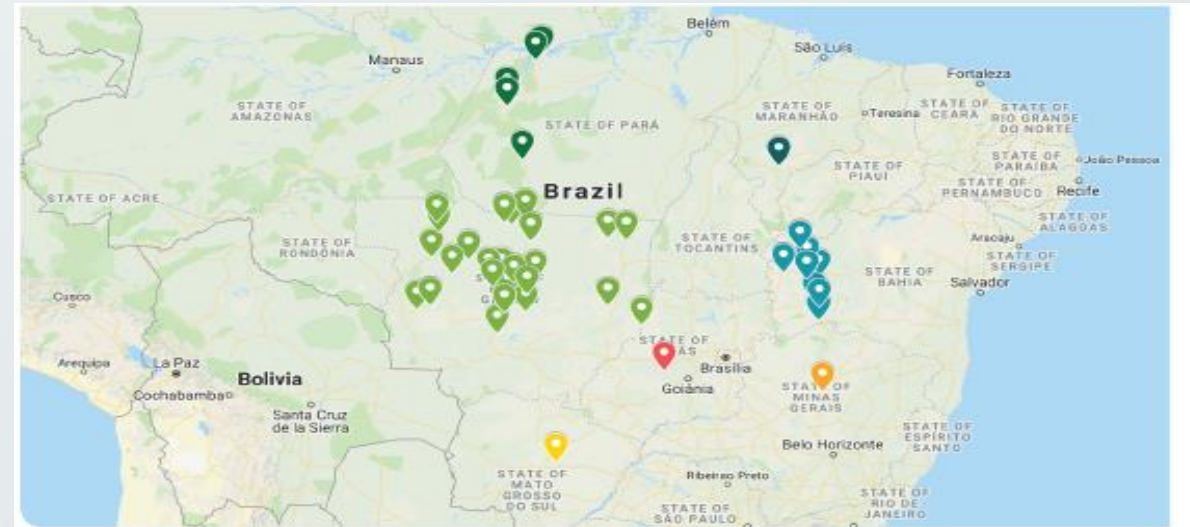 Belém
São Luís
Manaus
Fortaleza
STATE OF
AMAZONAS
STATE OF PARÁ
STATE OF
MARANHÃO
Teresina
STATE OF
CEARÁ
STATE OF
RIO GRANDE
DO NORTE
STATE OF
PARAÍBA
João Pessoa
STATE OF
PIAUÍ
STATE OF
PERNAMBUCO
Recife
STATE OF ACRE
Brazil
STATE OF
ALAGOAS
STATE OF
RONDÔNIA
STATE OF
TOCANTINS
Aracaju
STATE OF
SERGIPE
STATE OF
BAHIA
Salvador
Cusco
Arequipa
La Paz
Bolivia
Cochabamba
Santa Cruz
de la Sierra
STATE OF
Brasília
Goiânia
STATE OF
MINAS
GERAIS
STATE OF
ESPÍRITO
SANTO
Belo Horizonte
STATE OF
MATO
GROSSO
DO SUL
Ribeirao Preto
STATE OF
SÃO PAULO
STATE OF
RIO DE
JANEIRO